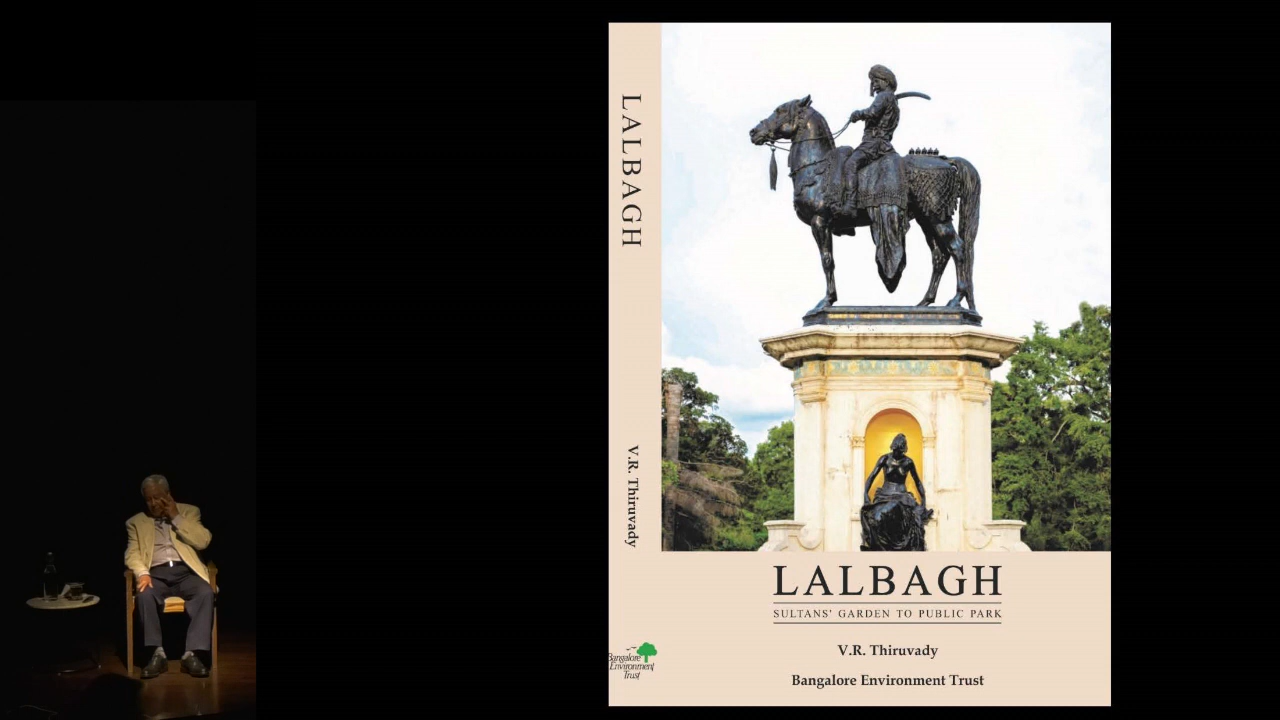 LALBAGH
V.R. Thiruvady
Bangalore
Environment
Trust
LALBAGH
SULTANS' GARDEN TO PUBLIC PARK
V.R. Thiruvady
Bangalore Environment Trust